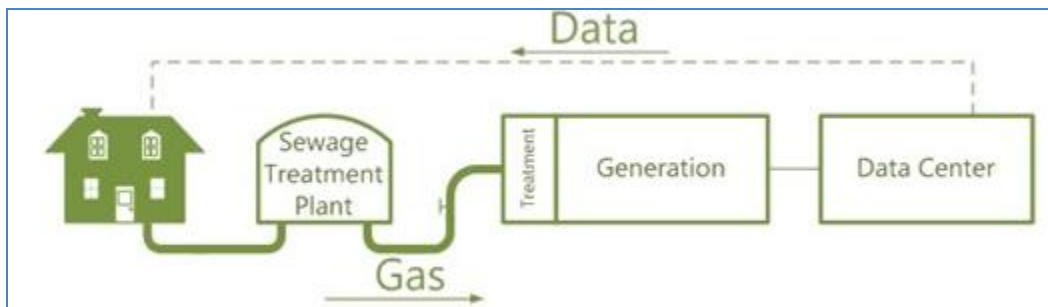 Data
Sewage
Treatment
Plant
Treatment
Generation
Data Center
Gas